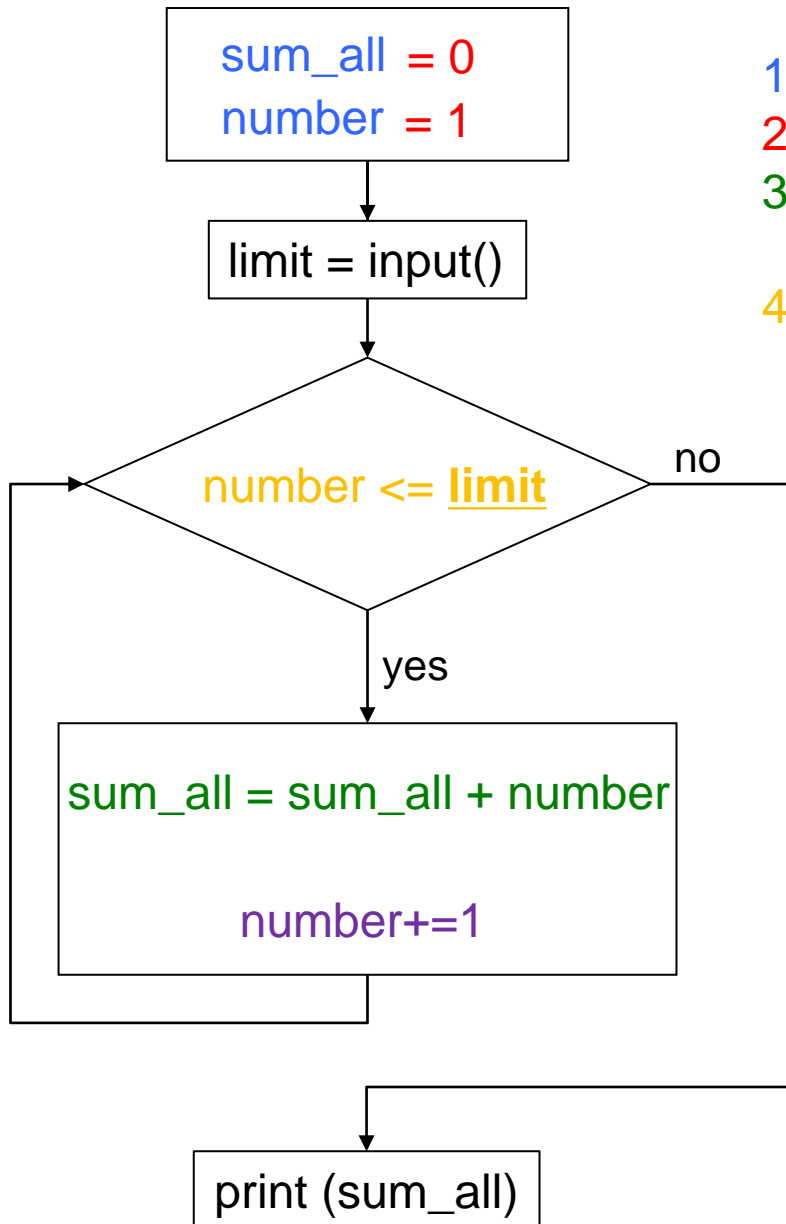 sum_all = 0
number = 1
limit = input()
number <= limit
no
yes
sum_all = sum_all + number
number+=1
print (sum_all)
1
2
3
4